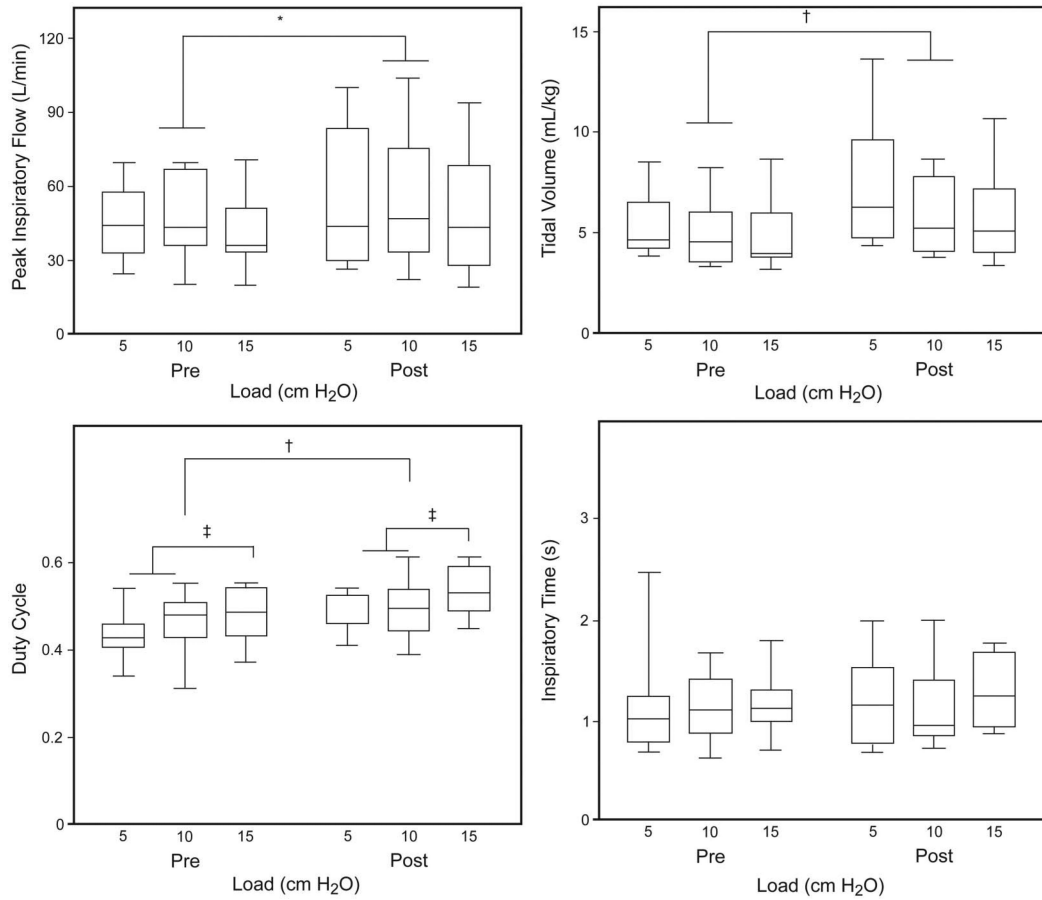 Peak Inspiratory Flow (L/min)
120
90
60
30
0
*
5 10 15 5 10 15
Pre Post
Load (cm H₂O)
Tidal Volume (mL/kg)
15
10
5
0
†
5 10 15 5 10 15
Pre Post
Load (cm H₂O)
Duty Cycle
0.6
0.4
0.2
0
†
‡ ‡
5 10 15 5 10 15
Pre Post
Load (cm H₂O)
Inspiratory Time (s)
3
2
1
0
5 10 15 5 10 15
Pre Post
Load (cm H₂O)